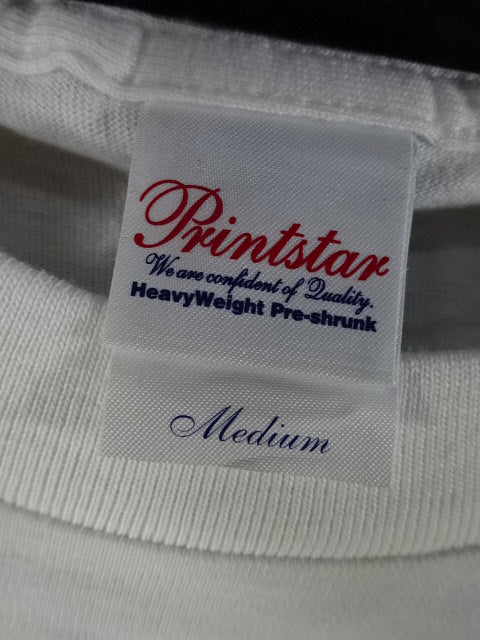 Printstar
We are confident of Quality.
HeavyWeight Pre-shrunk
Medium